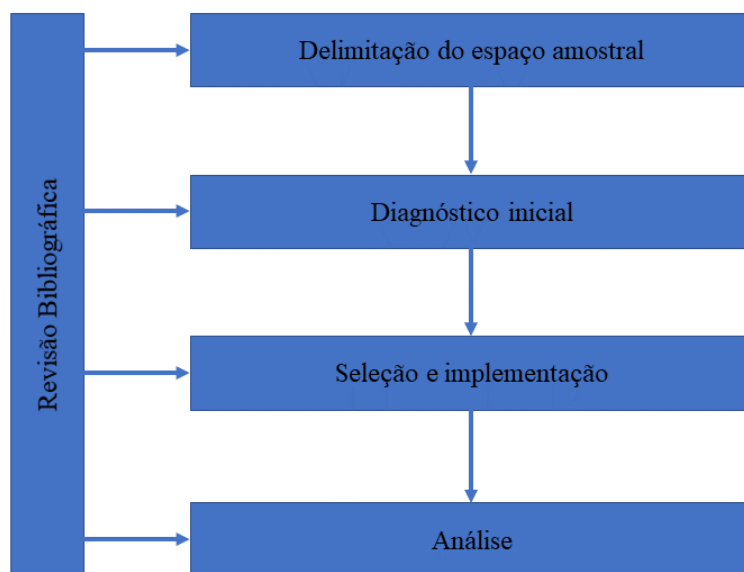 Revisão Bibliográfica
Delimitação do espaço amostral
Diagnóstico inicial
Seleção e implementação
Análise